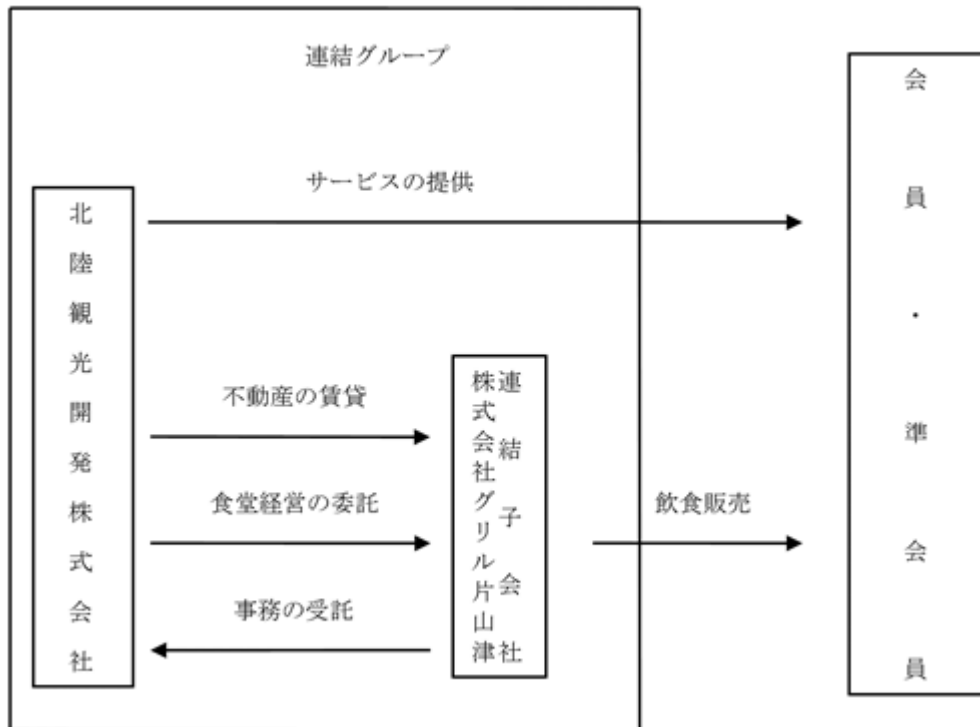 連結グループ
サービスの提供
北陸観光開発株式会社
不動産の賃貸
食堂経営の委託
事務の受託
連結子会社
株式会社グリル片山津
飲食販売
会員・準会員